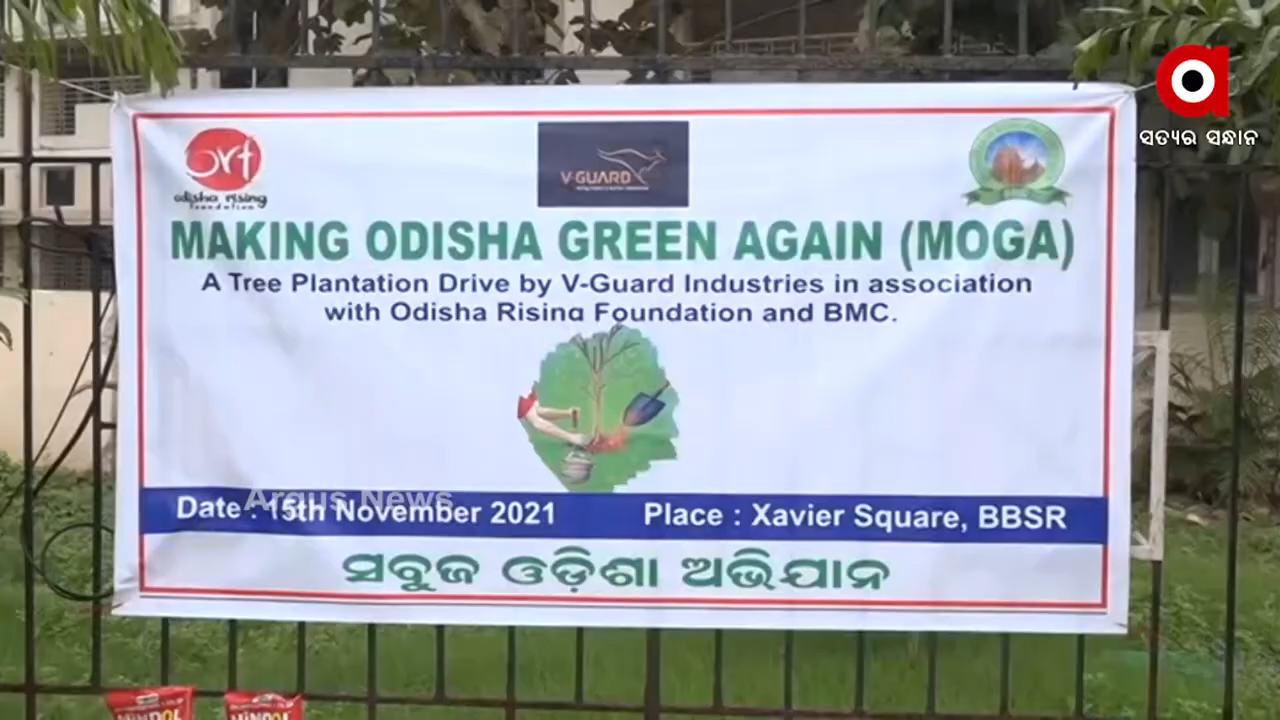 ସତ୍ୟର ସନ୍ଧାନ
ort
odisha rising
foundation
V-GUARD
MAKING ODISHA GREEN AGAIN (MOGA)
A Tree Plantation Drive by V-Guard Industries in association
with Odisha Rising Foundation and BMC.
Argus News
Date : 15th November 2021 Place : Xavier Square, BBSR
ସବୁଜ ଓଡ଼ିଶା ଅଭିଯାନ